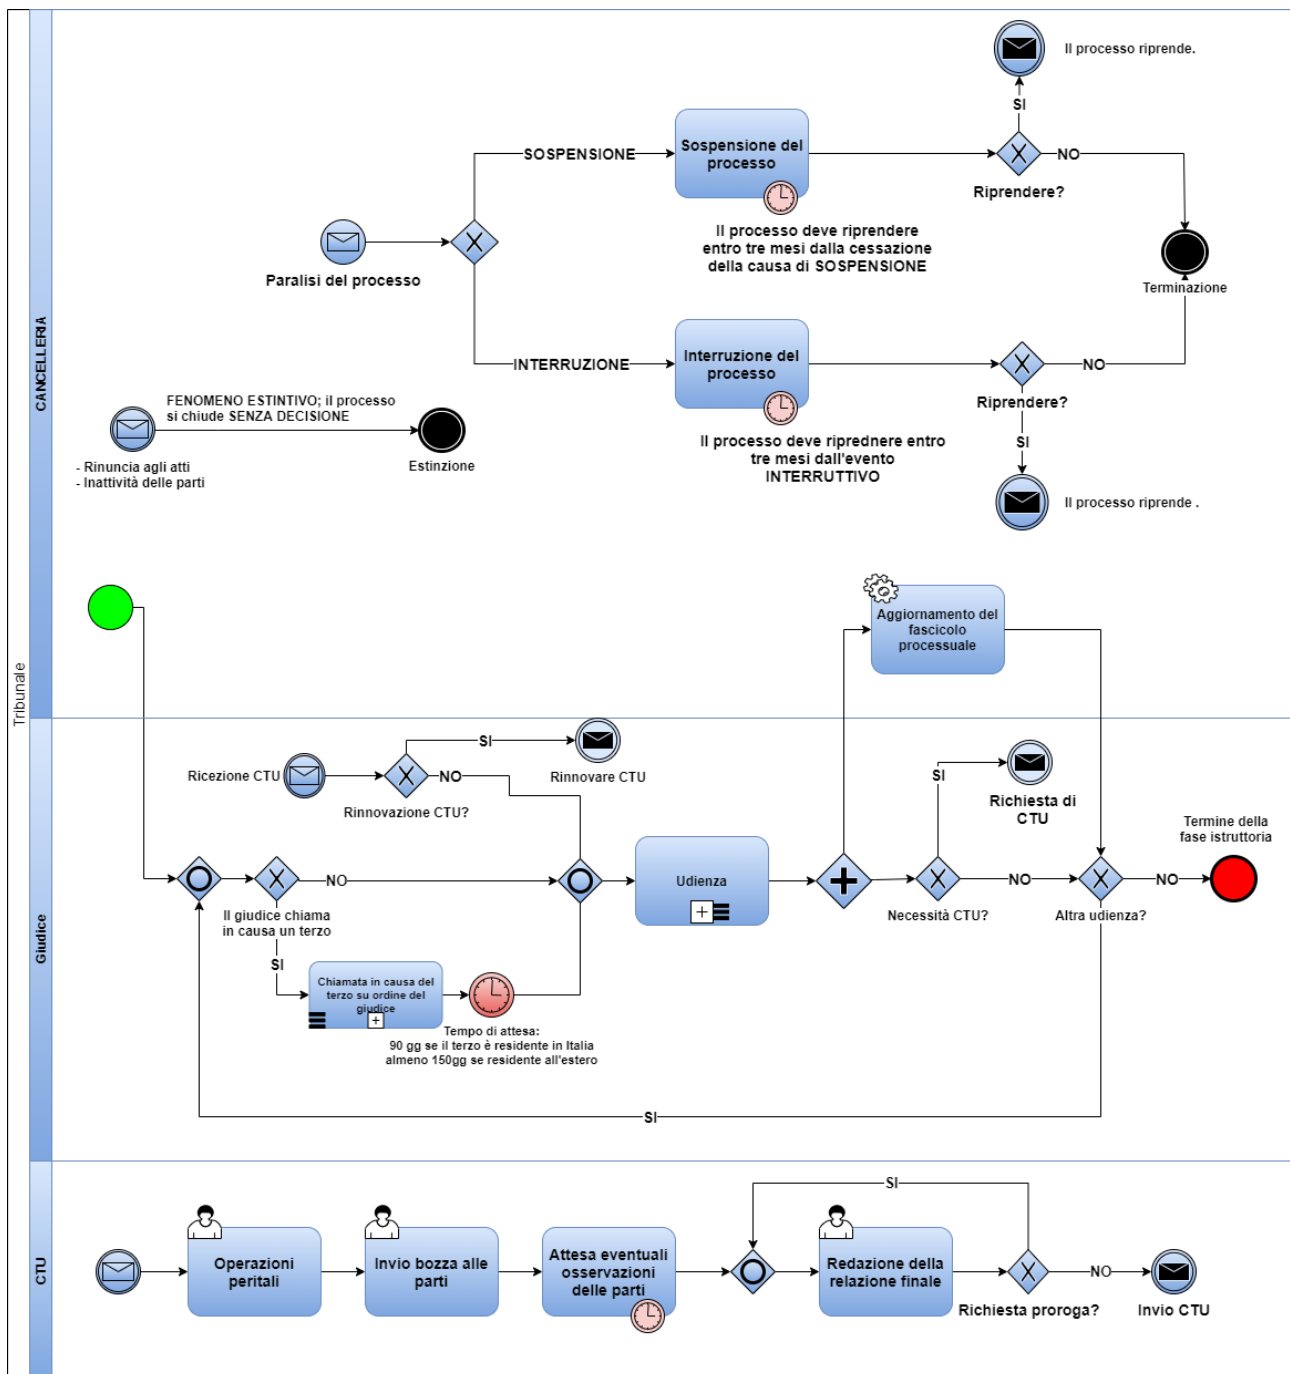 Tribunale
CANCELLERIA
Il processo riprende.
SI
SOSPENSIONE
Sospensione del
processo
NO
Riprendere?
Il processo deve riprendere
entro tre mesi dalla cessazione
della causa di SOSPENSIONE
Paralisi del processo
Terminazione
INTERRUZIONE
Interruzione del
processo
NO
Riprendere?
FENOMENO ESTINTIVO; il processo
si chiude SENZA DECISIONE
Estinzione
- Rinuncia agli atti
- Inattività delle parti
Il processo deve riprednere entro
tre mesi dall'evento
INTERRUTTIVO
SI
Il processo riprende .
Aggiornamento del
fascicolo
processuale
Giudice
Ricezione CTU
SI
Rinnovare CTU
NO
Rinnovazione CTU?
SI
Richiesta di
CTU
Termine della
fase istruttoria
NO
Udienza
NO
NO
Il giudice chiama
in causa un terzo
Necessità CTU?
Altra udienza?
SI
Chiamata in causa del
terzo su ordine del
giudice
Tempo di attesa:
90 gg se il terzo è residente in Italia
almeno 150gg se residente all'estero
SI
CTU
SI
Operazioni
peritali
Invio bozza alle
parti
Attesa eventuali
osservazioni
delle parti
Redazione della
relazione finale
NO
Richiesta proroga?
Invio CTU